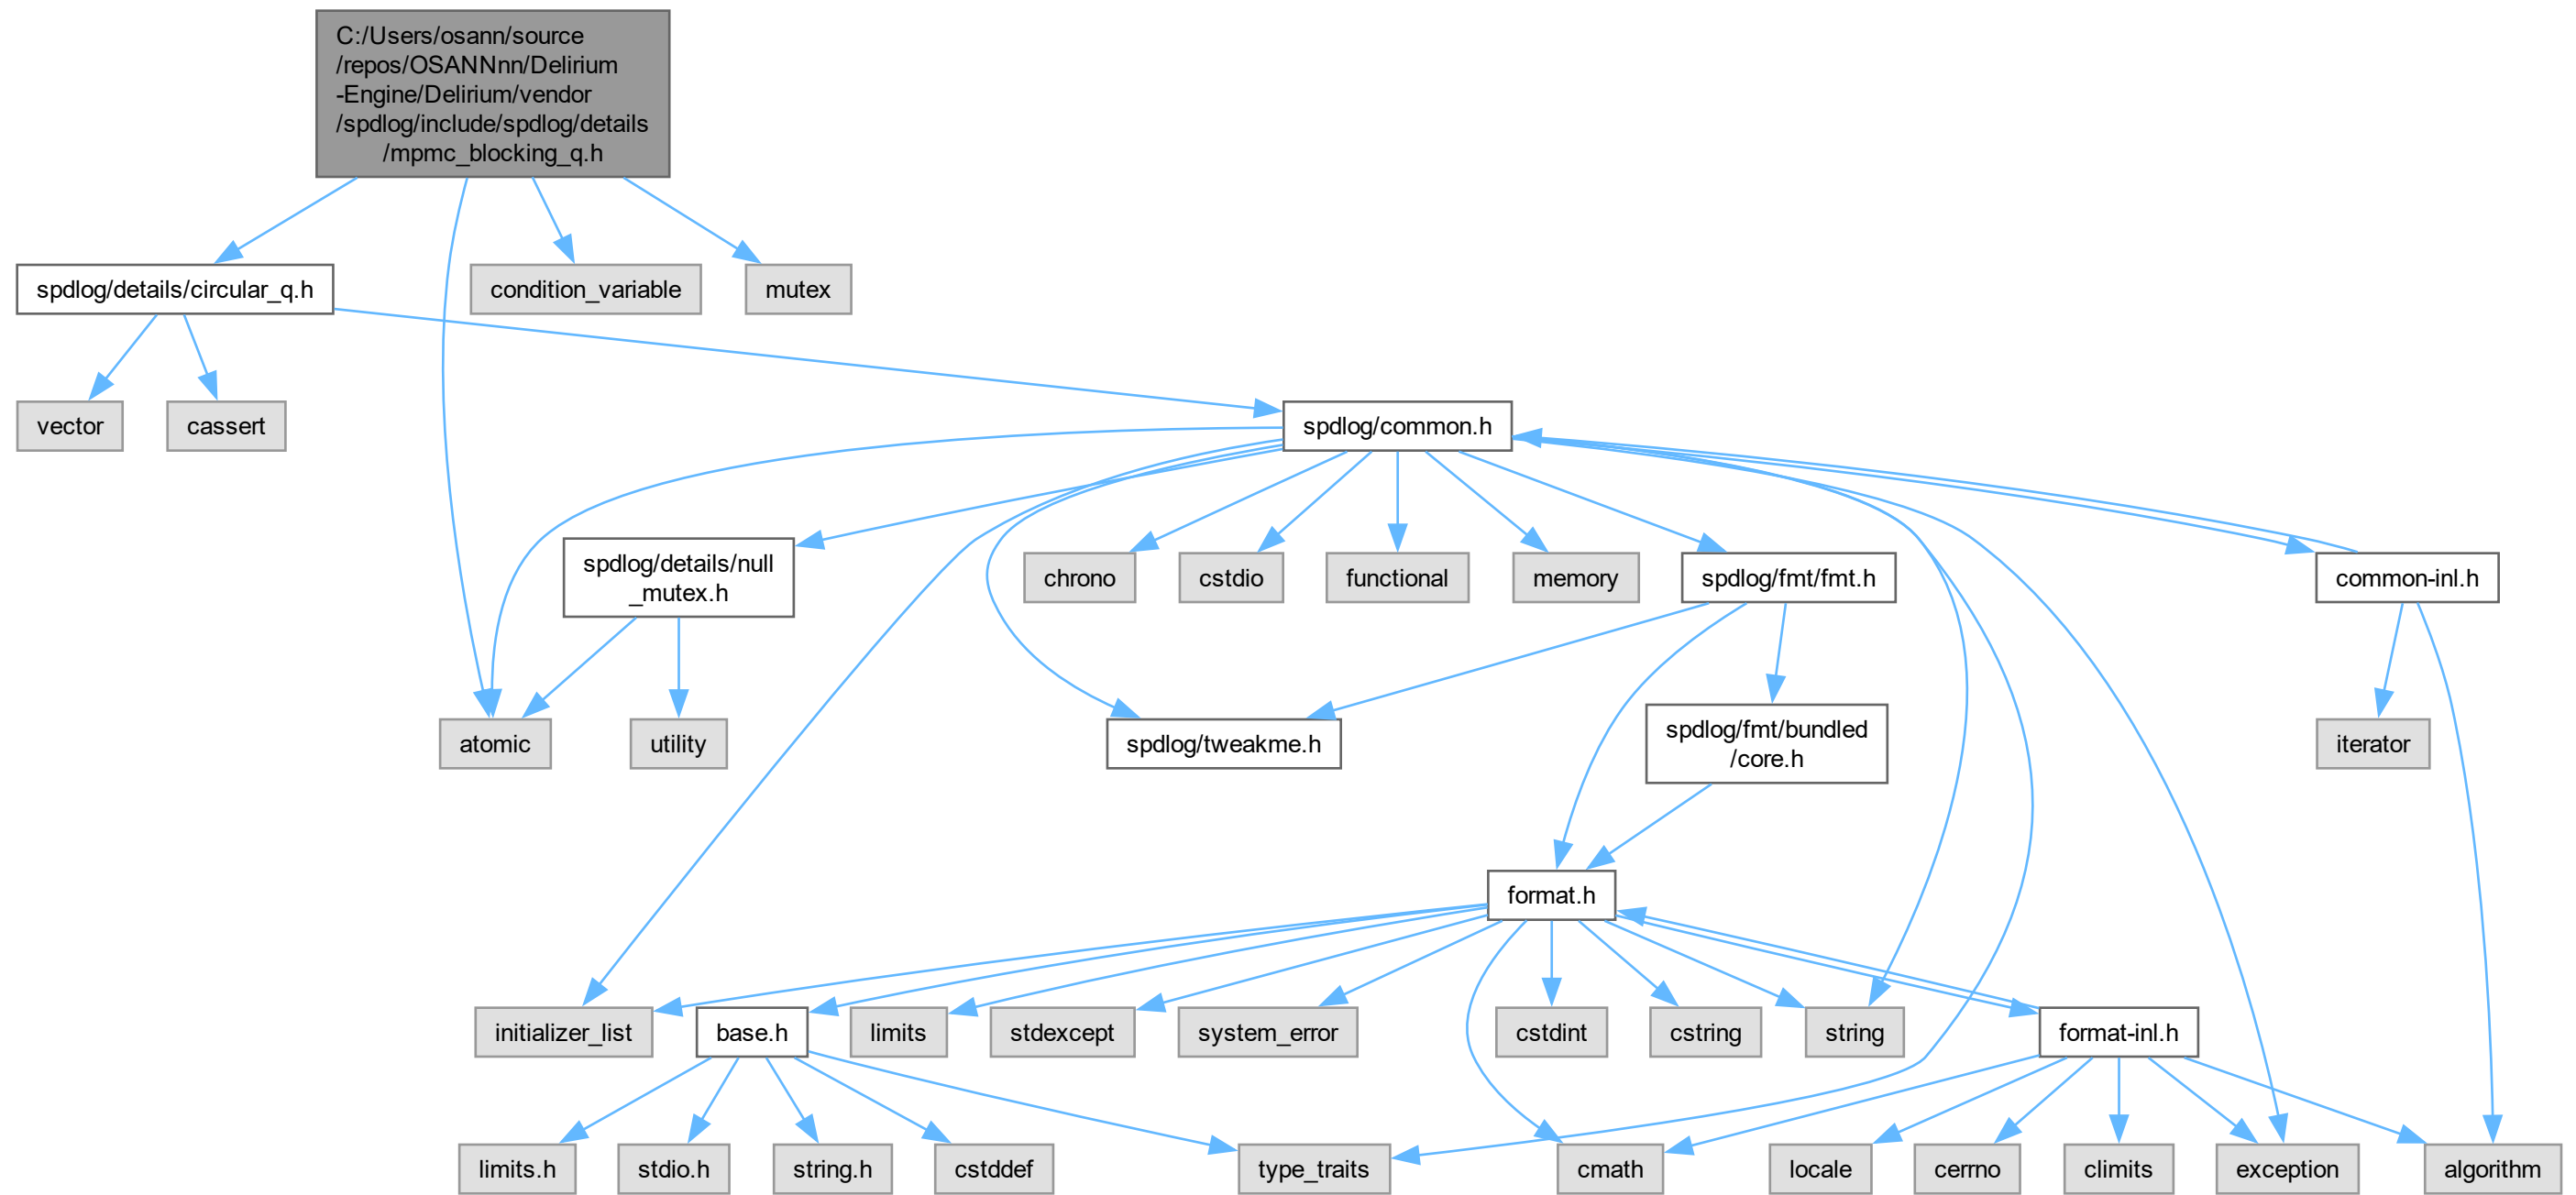 C:/Users/osann/source
/repos/OSANNnn/Delirium
-Engine/Delirium/vendor
/spdlog/include/spdlog/details
/mpmc_blocking_q.h
spdlog/details/circular_q.h
condition_variable
mutex
vector
cassert
spdlog/common.h
spdlog/details/null
_mutex.h
chrono
cstdio
functional
memory
spdlog/fmt/fmt.h
common-inl.h
atomic
utility
spdlog/tweakme.h
spdlog/fmt/bundled
/core.h
iterator
format.h
initializer_list
base.h
limits
stdexcept
system_error
cstdint
cstring
string
format-inl.h
limits.h
stdio.h
string.h
cstddef
type_traits
cmath
locale
cerrno
climits
exception
algorithm